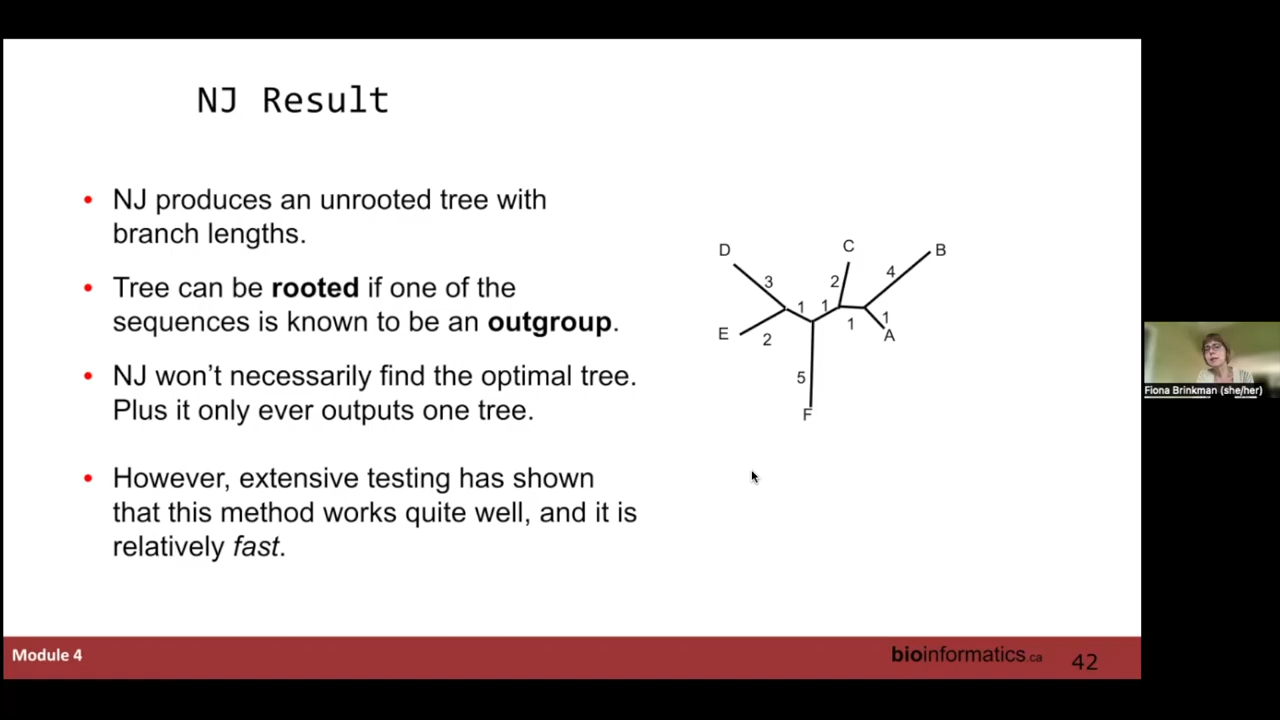 NJ Result
• NJ produces an unrooted tree with
branch lengths.
• Tree can be rooted if one of the
sequences is known to be an outgroup.
• NJ won’t necessarily find the optimal tree.
Plus it only ever outputs one tree.
• However, extensive testing has shown
that this method works quite well, and it is
relatively fast.
D
C
B
3
2
4
1
1
1
1
E
2
A
5
F
Fiona Brinkman (she/her)
Module 4
bioinformatics.ca
42